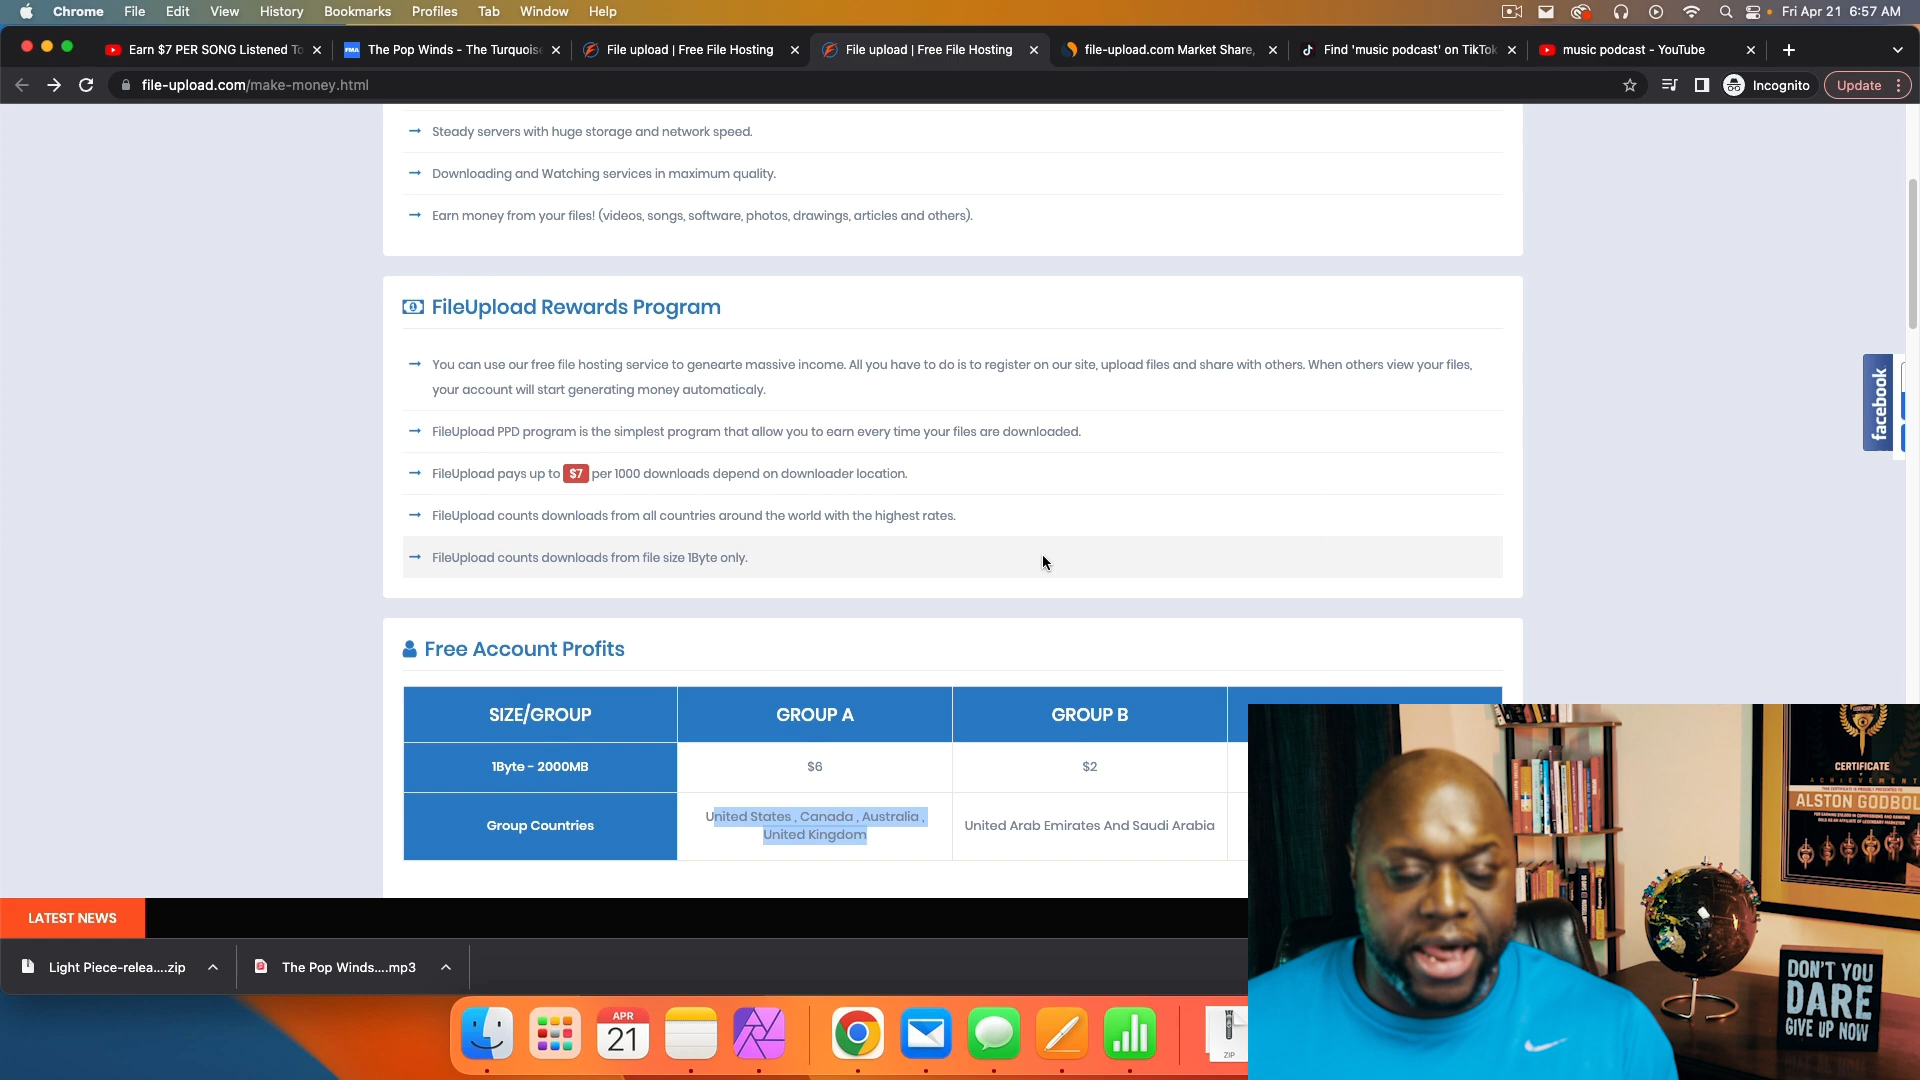 Chrome File Edit View History Bookmarks Profiles Tab Window Help Fri Apr 21 6:57 AM
Earn $7 PER SONG Listened To FMA The Pop Winds - The Turquoise File upload | Free File Hosting File upload | Free File Hosting file-upload.com Market Share, Find 'music podcast' on TikTok music podcast - YouTube
file-upload.com/make-money.html Incognito Update
Steady servers with huge storage and network speed.
Downloading and Watching services in maximum quality.
Earn money from your files! (videos, songs, software, photos, drawings, articles and others).
FileUpload Rewards Program
You can use our free file hosting service to genearte massive income. All you have to do is to register on our site, upload files and share with others. When others view your files,
your account will start generating money automaticaly.
facebook
FileUpload PPD program is the simplest program that allow you to earn every time your files are downloaded.
FileUpload pays up to $7 per 1000 downloads depend on downloader location.
FileUpload counts downloads from all countries around the world with the highest rates.
FileUpload counts downloads from file size 1Byte only.
Free Account Profits
SIZE/GROUP GROUP A GROUP B
1Byte - 2000MB $6 $2
Group Countries United States , Canada , Australia , United Kingdom United Arab Emirates And Saudi Arabia
LATEST NEWS
Light Piece-relea....zip The Pop Winds....mp3
APR
21
ZIP
CERTIFICATE
ACHIEVEMENT
ALSTON GODBOL
DON'T YOU
DARE
GIVE UP NOW